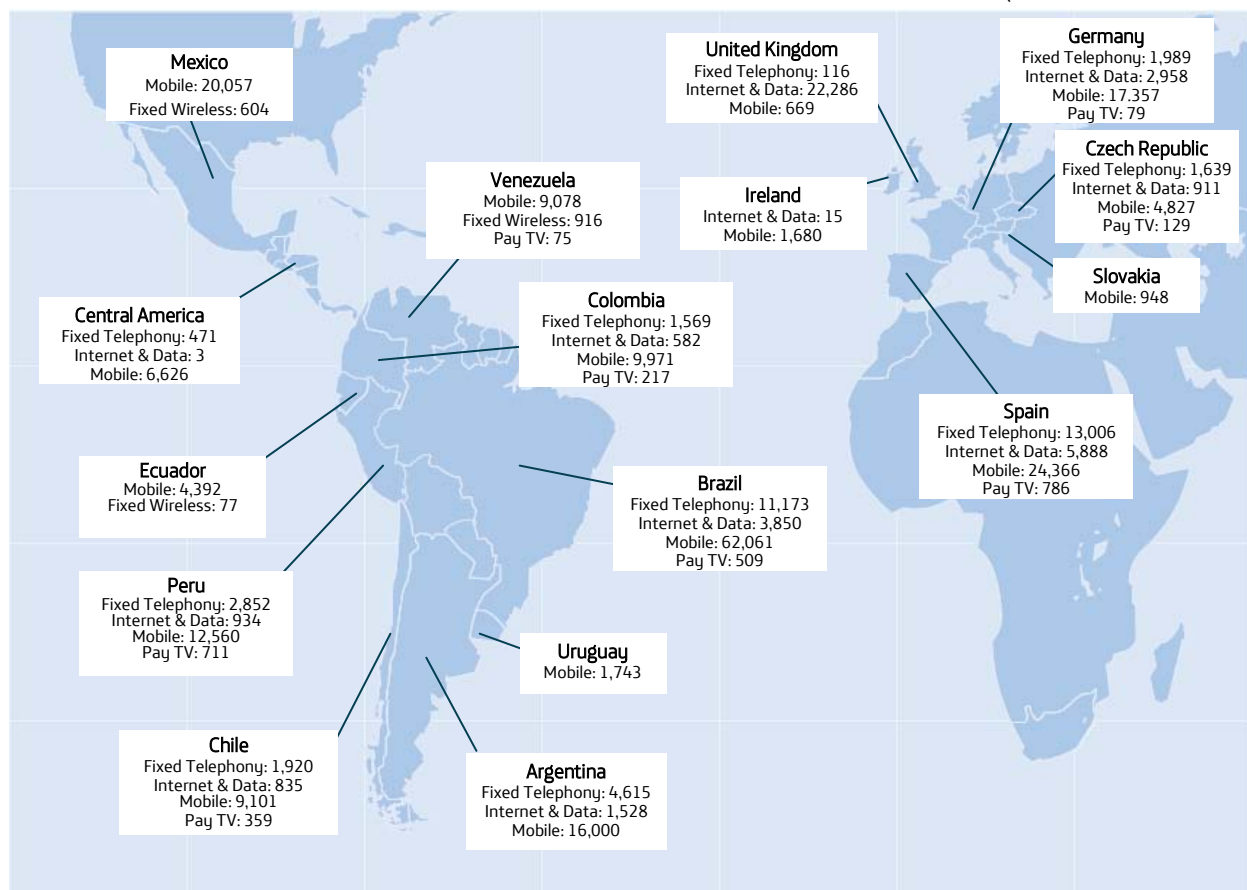 Mexico
Mobile: 20,057
Fixed Wireless: 604
United Kingdom
Fixed Telephony: 116
Internet & Data: 22,286
Mobile: 669
Germany
Fixed Telephony: 1,989
Internet & Data: 2,958
Mobile: 17.357
Pay TV: 79
Czech Republic
Fixed Telephony: 1,639
Internet & Data: 911
Mobile: 4,827
Pay TV: 129
Venezuela
Mobile: 9,078
Fixed Wireless: 916
Pay TV: 75
Ireland
Internet & Data: 15
Mobile: 1,680
Slovakia
Mobile: 948
Central America
Fixed Telephony: 471
Internet & Data: 3
Mobile: 6,626
Colombia
Fixed Telephony: 1,569
Internet & Data: 582
Mobile: 9,971
Pay TV: 217
Spain
Fixed Telephony: 13,006
Internet & Data: 5,888
Mobile: 24,366
Pay TV: 786
Ecuador
Mobile: 4,392
Fixed Wireless: 77
Brazil
Fixed Telephony: 11,173
Internet & Data: 3,850
Mobile: 62,061
Pay TV: 509
Peru
Fixed Telephony: 2,852
Internet & Data: 934
Mobile: 12,560
Pay TV: 711
Uruguay
Mobile: 1,743
Chile
Fixed Telephony: 1,920
Internet & Data: 835
Mobile: 9,101
Pay TV: 359
Argentina
Fixed Telephony: 4,615
Internet & Data: 1,528
Mobile: 16,000